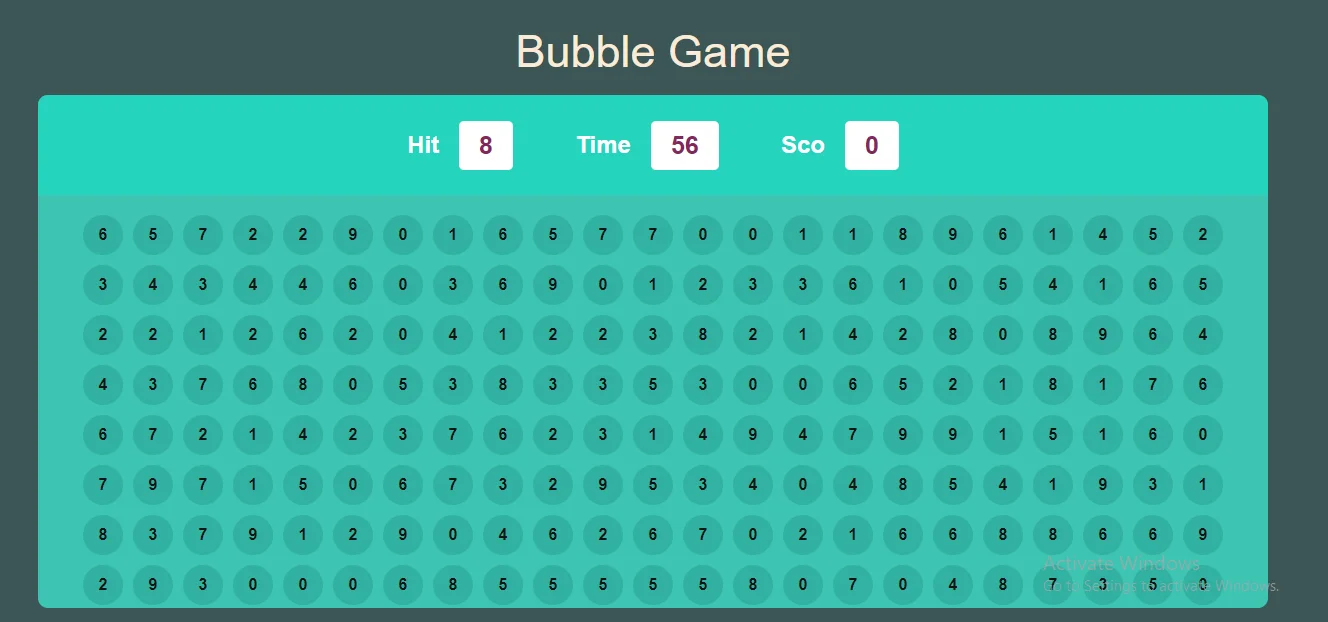 Bubble Game
Hit 8 Time 56 Sco 0
6 5 7 2 2 9 0 1 6 5 7 7 0 0 1 1 8 9 6 1 4 5 2
3 4 3 4 4 6 0 3 6 9 0 1 2 3 3 6 1 0 5 4 1 6 5
2 2 1 2 6 2 0 4 1 2 2 3 8 2 1 4 2 8 0 8 9 6 4
4 3 7 6 8 0 5 3 8 3 3 5 3 0 0 6 5 2 1 8 1 7 6
6 7 2 1 4 2 3 7 6 2 3 1 4 9 4 7 9 9 1 5 1 6 0
7 9 7 1 5 0 6 7 3 2 9 5 3 4 0 4 8 5 4 1 9 3 1
8 3 7 9 1 2 9 0 4 6 2 6 7 0 2 1 6 6 8 8 6 6 9
Activate Windows
2 9 3 0 0 0 6 8 5 5 5 5 5 8 0 7 0 4 8 7 3 5 0
Go to Settings to activate Windows.